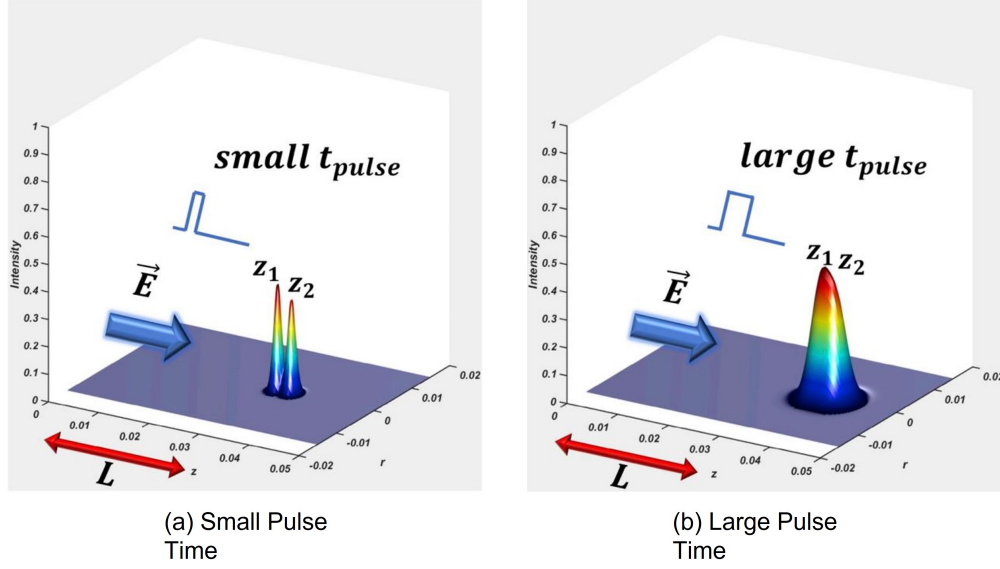 small t_pulse
large t_pulse
1
0.9
0.8
0.7
0.6
0.5
0.4
0.3
0.2
0.1
0
Intensity
E
z1 z2
0
0.01
0.02
0.03
0.04
0.05
z
L
-0.02
-0.01
0
0.01
0.02
r
1
0.9
0.8
0.7
0.6
0.5
0.4
0.3
0.2
0.1
0
Intensity
E
z1 z2
0
0.01
0.02
0.03
0.04
0.05
z
L
-0.02
-0.01
0
0.01
r
(a) Small Pulse
Time
(b) Large Pulse
Time